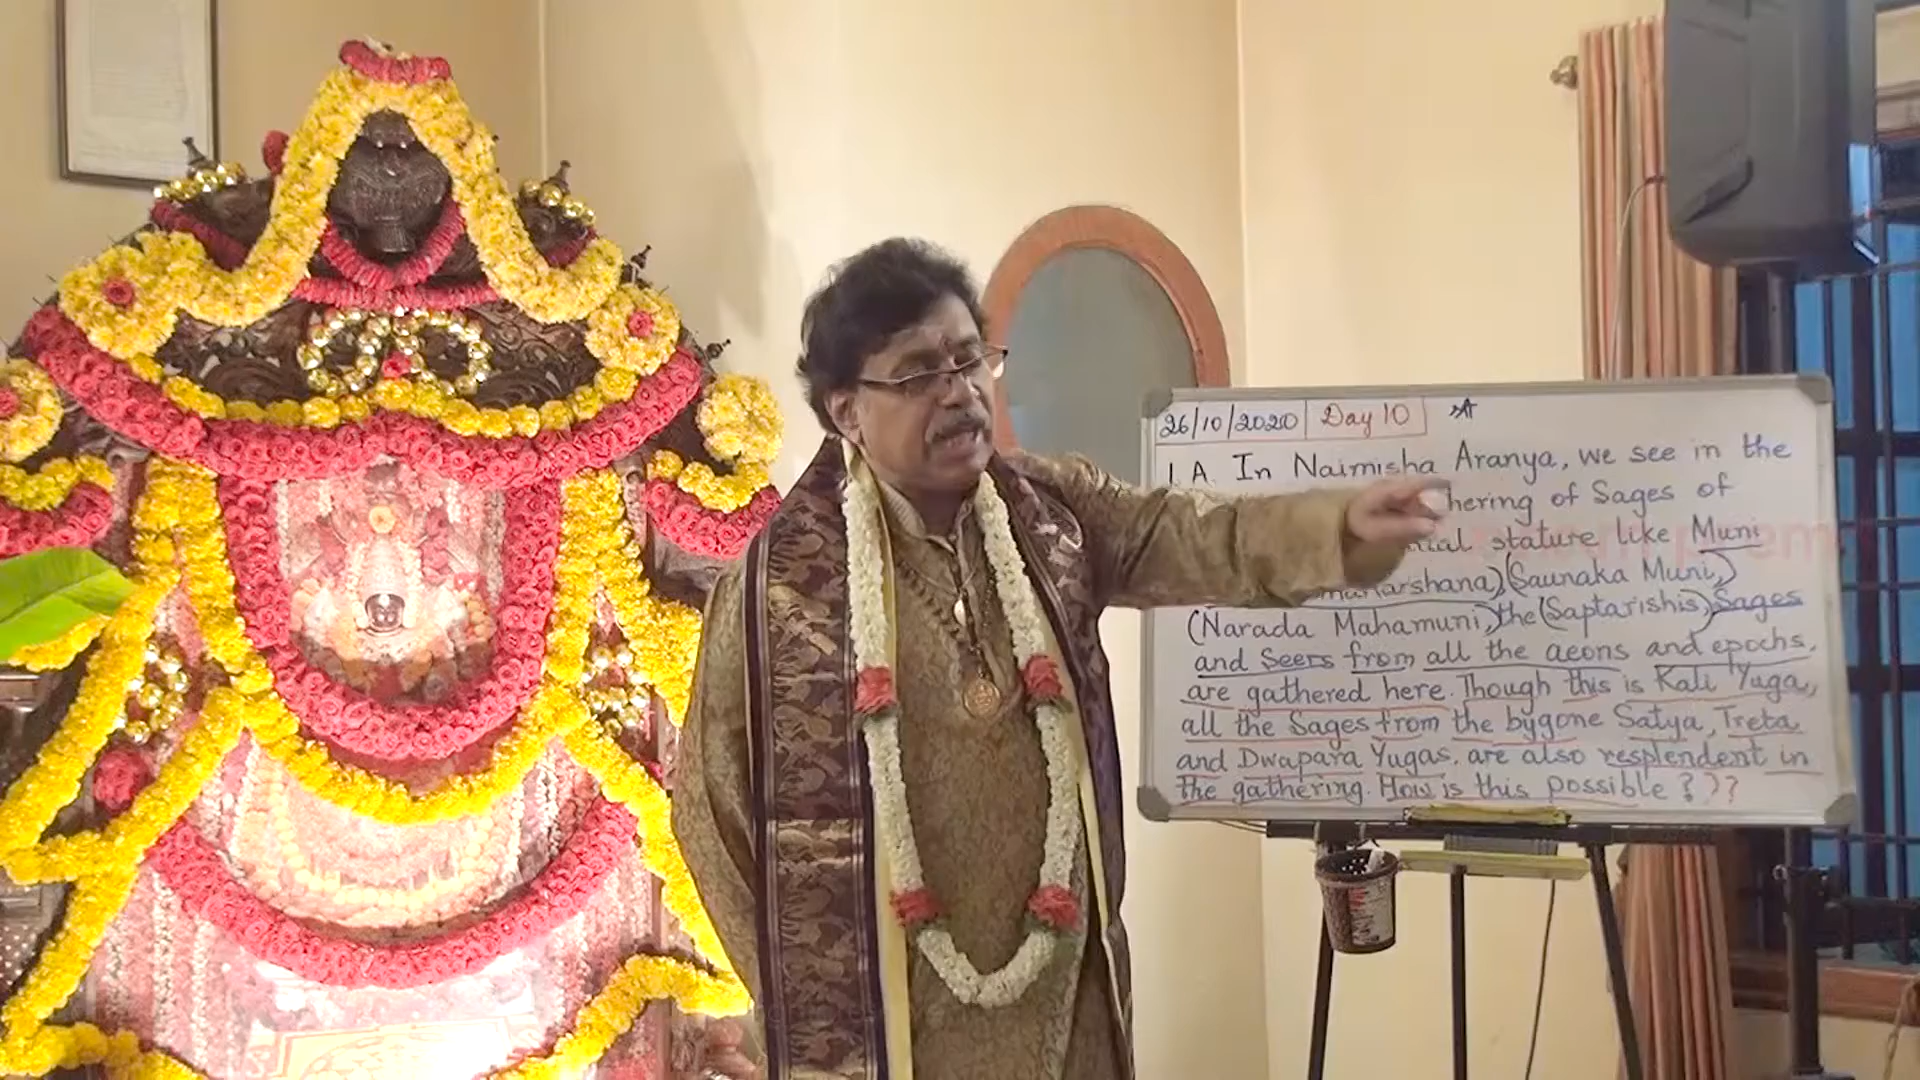 26/10/2020 Day 10
1. A. In Naimisha Aranya, we see in the
hering of Sages of
stature like Muni
marshana) (Saunaka Muni,)
(Narada Mahamuni,) the (Saptarishis,) Sages
and Seers from all the aeons and epochs,
are gathered here. Though this is Kali Yuga,
all the Sages from the bygone Satya, Treta
and Dwapara Yugas, are also resplendent in
the gathering. How is this possible ???